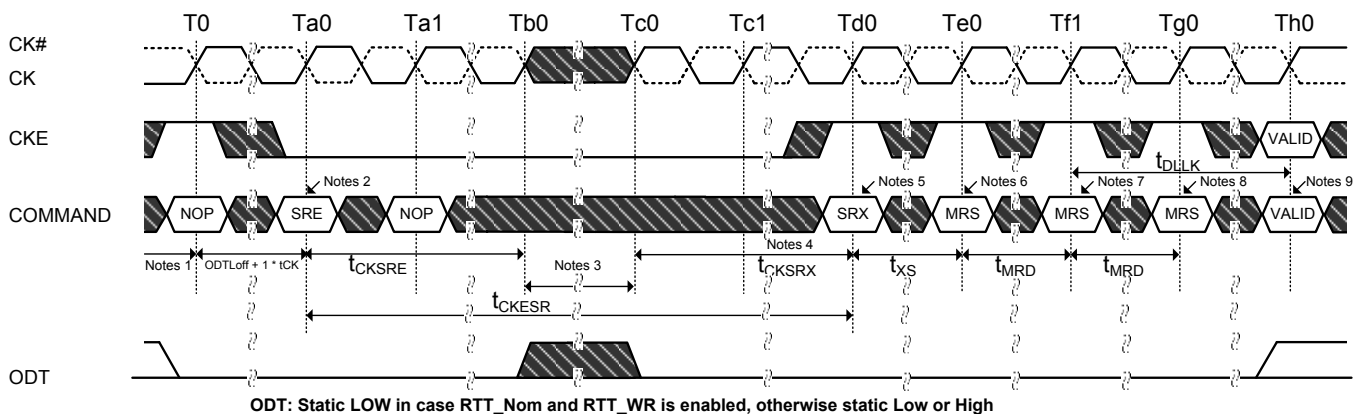 T0 Ta0 Ta1 Tb0 Tc0 Tc1 Td0 Te0 Tf1 Tg0 Th0
CK#
CK
CKE
VALID
tDLLK
Notes 2 Notes 5 Notes 6 Notes 7 Notes 8 Notes 9
COMMAND
NOP SRE NOP SRX MRS MRS MRS VALID
Notes 1 ODTLoff + 1 * tCK tCKSRE Notes 3 Notes 4 tCKSRX tXS tMRD tMRD
tCKESR
ODT
ODT: Static LOW in case RTT_Nom and RTT_WR is enabled, otherwise static Low or High